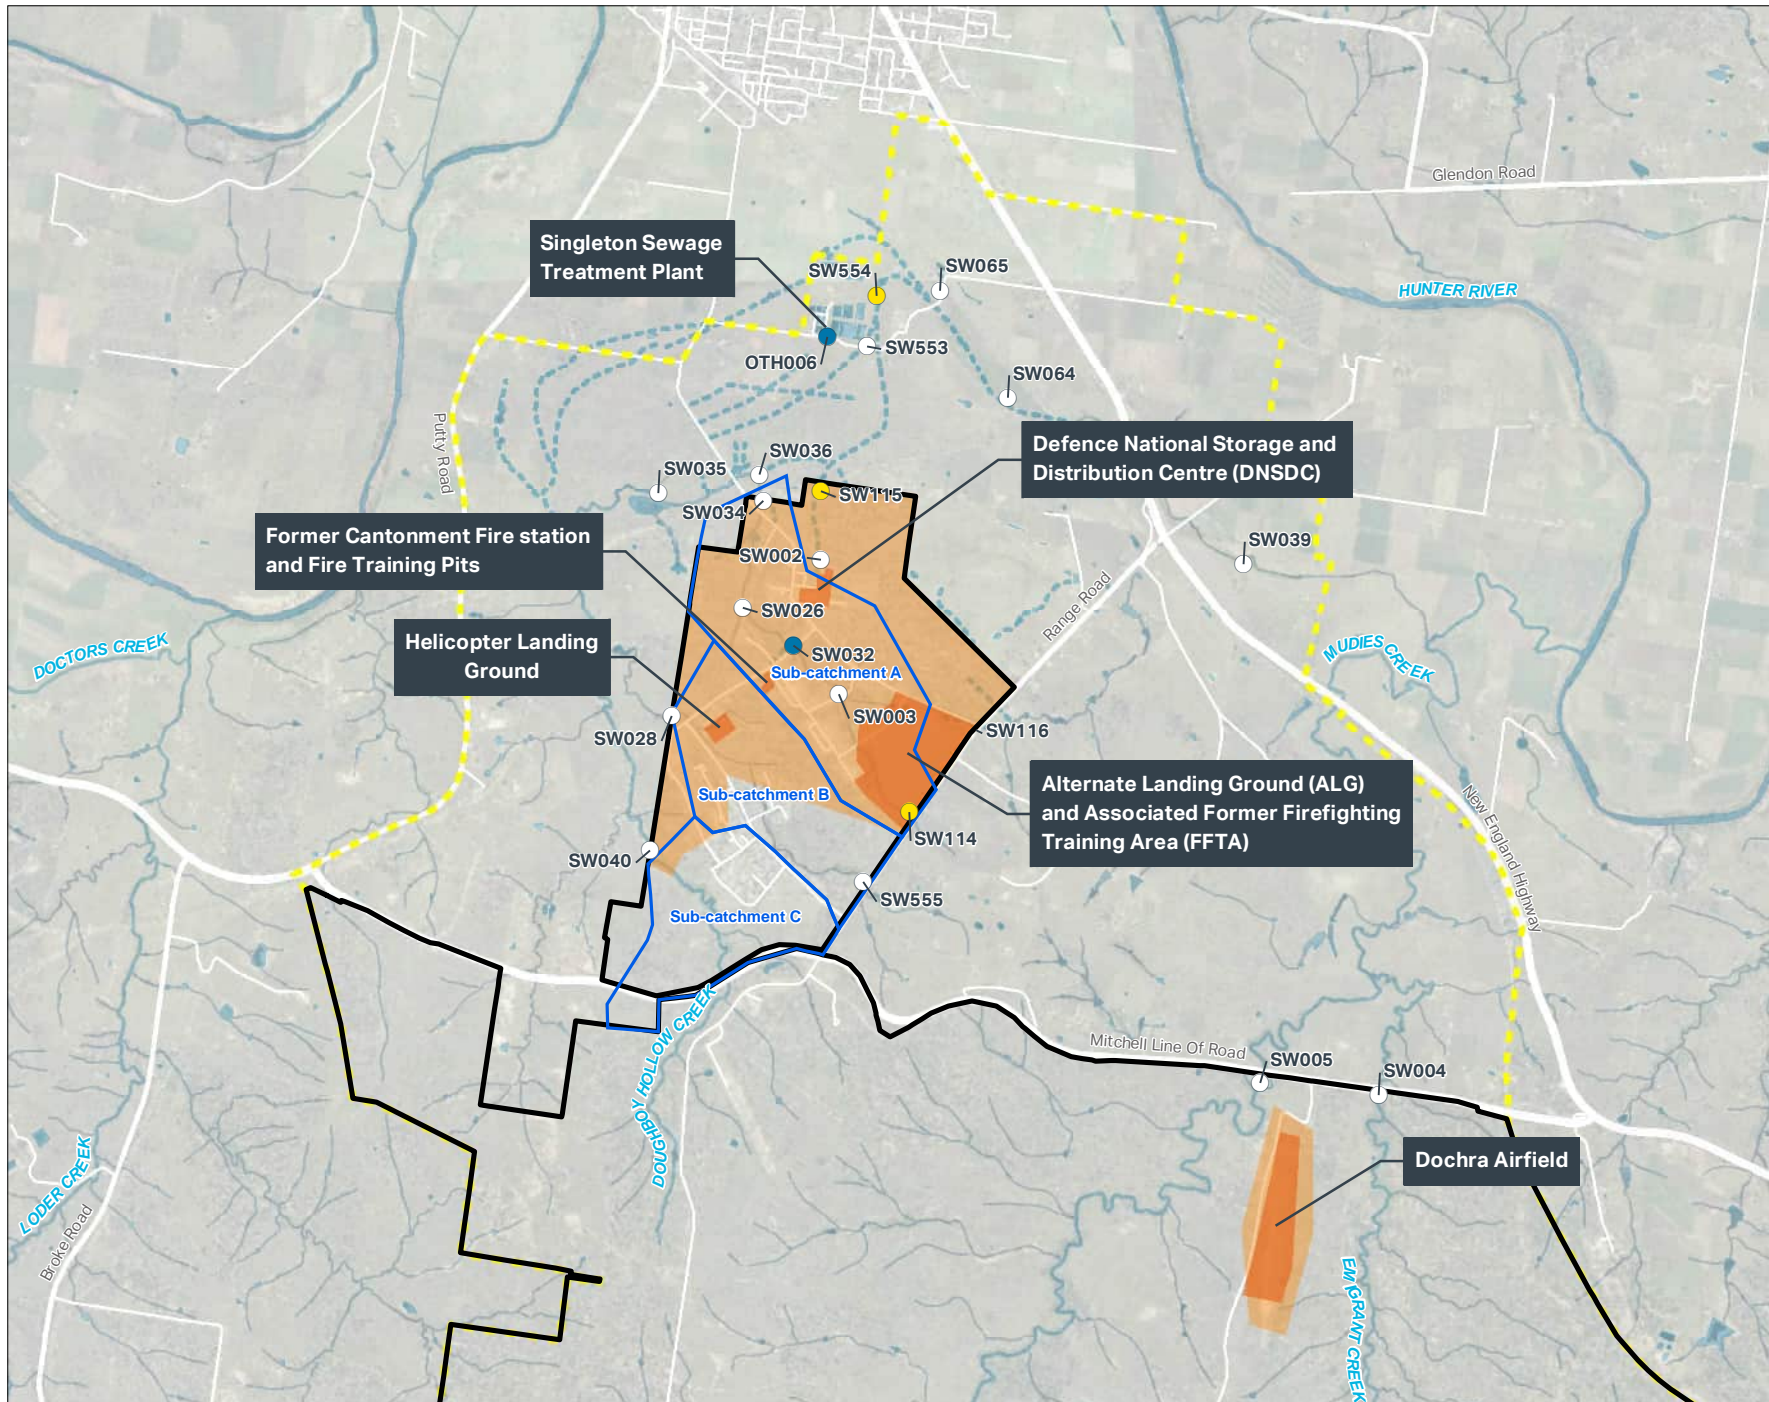 Glendon Road
Singleton Sewage
Treatment Plant
SW554
SW065
HUNTER RIVER
OTH006
SW553
SW064
Putty Road
Defence National Storage and
Distribution Centre (DNSDC)
SW036
SW035
SW115
SW034
Former Cantonment Fire station
and Fire Training Pits
SW002
SW039
SW026
Range Road
DOCTORS CREEK
Helicopter Landing
Ground
SW032
Sub-catchment A
MUDIES CREEK
SW003
SW028
SW116
Alternate Landing Ground (ALG)
and Associated Former Firefighting
Training Area (FFTA)
Sub-catchment B
SW114
New England Highway
SW040
SW555
Sub-catchment C
DOUGHBOY HOLLOW CREEK
Mitchell Line Of Road
SW005
SW004
Dochra Airfield
LODER CREEK
Broke Road
EMIGRANT CREEK